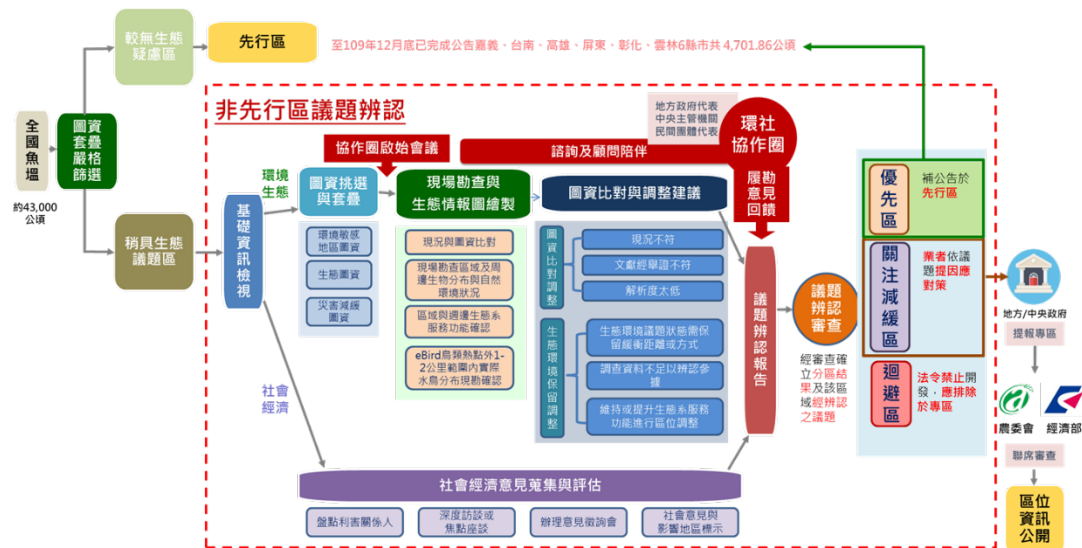 較無生態
疑慮區
先行區
至109年12月底已完成公告嘉義、台南、高雄、屏東、彰化、雲林6縣市共 4,701.86公頃
全國魚塭
約43,000
公頃
圖資
套疊
嚴格
篩選
稍具生態
議題區
非先行區議題辨認
地方政府代表
中央主管機關
民間團體代表
環社
協作圈
協作圈啟始會議
諮詢及顧問陪伴
履勘
意見
回饋
環境
生態
基礎資訊檢視
社會
經濟
圖資挑選
與套疊
環境敏感
地區圖資
生態圖資
災害減緩
圖資
現場勘查與
生態情報圖繪製
現況與圖資比對
現場勘查區域及周
邊生物分布與自然
環境狀況
區域與週邊生態系
服務功能確認
eBird鳥類熱點外1-
2公里範圍內實際
水鳥分布現勘確認
圖資比對與調整建議
圖資比對調整
現況不符
文獻經舉證不符
解析度太低
生態環境保留調整
生態環境議題狀態需保
留緩衝距離或方式
調查資料不足以辨認參
據
維持或提升生態系服務
功能進行區位調整
社會經濟意見蒐集與評估
盤點利害關係人
深度訪談或
焦點座談
辦理意見徵詢會
社會意見與
影響地區標示
議題辨認報告
議題
辨認
審查
經審查確
立分區結
果及該區
域經辨認
之議題
優先區
補公告於
先行區
關注減緩區
業者依議
題提因應
對策
迴避區
法令禁止開
發，應排除
於專區
地方/中央政府
提報專區
農委會
經濟部
聯席審查
區位
資訊
公開